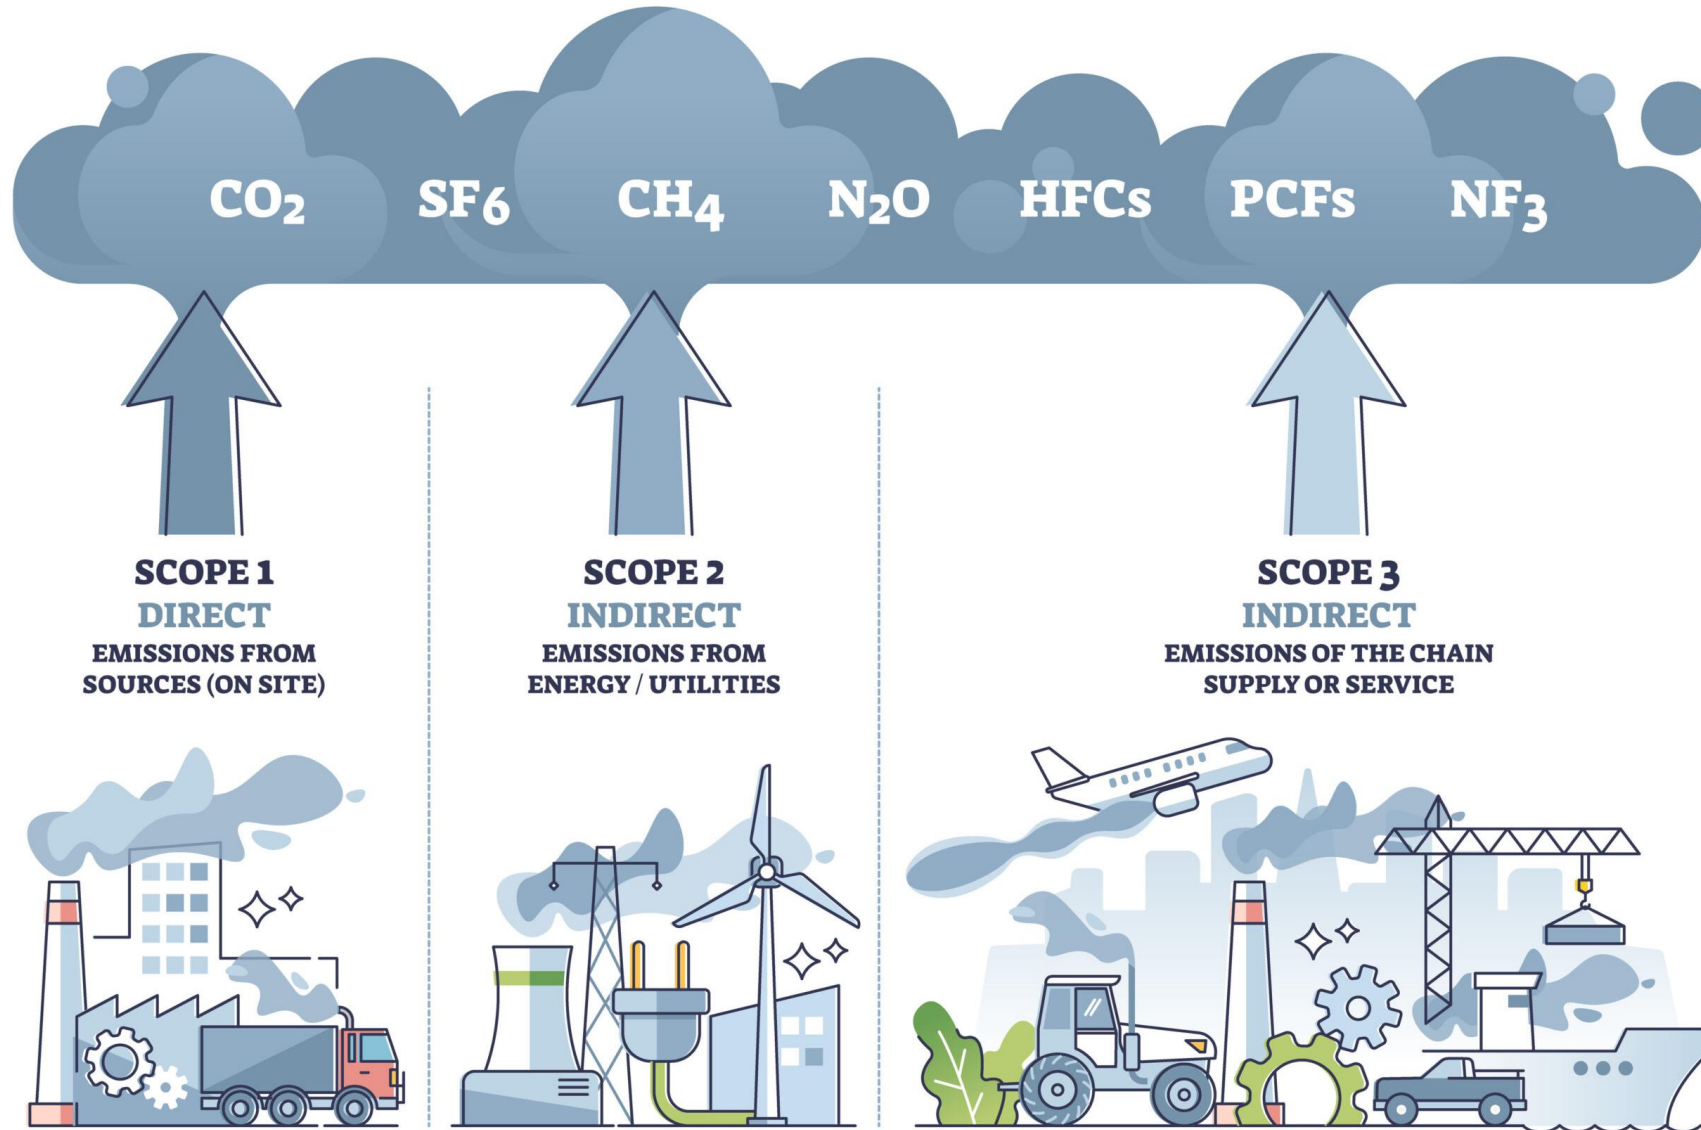 CO₂ SF₆ CH₄ N₂O HFCs PCFs NF₃
SCOPE 1
DIRECT
EMISSIONS FROM
SOURCES (ON SITE)
SCOPE 2
INDIRECT
EMISSIONS FROM
ENERGY / UTILITIES
SCOPE 3
INDIRECT
EMISSIONS OF THE CHAIN
SUPPLY OR SERVICE